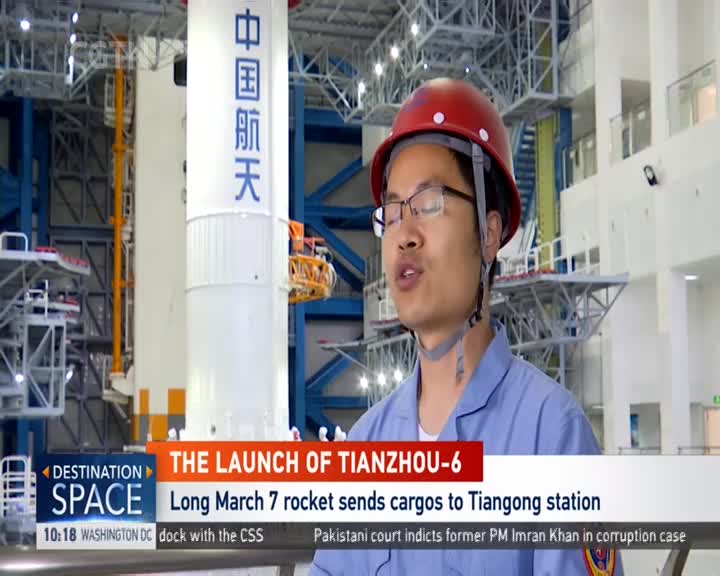 CGTN
中国航天
THE LAUNCH OF TIANZHOU-6
DESTINATION
SPACE
Long March 7 rocket sends cargos to Tiangong station
10:18 WASHINGTON DC
dock with the CSS Pakistani court indicts former PM Imran Khan in corruption case